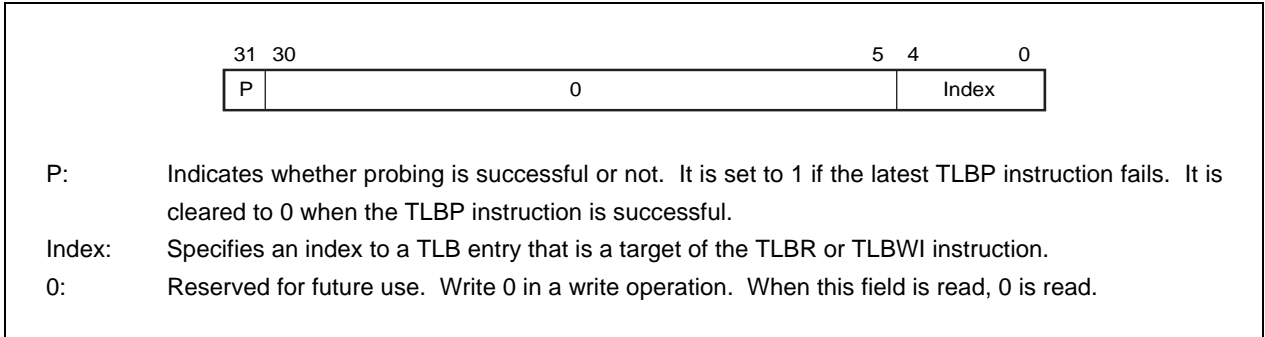 31 30 5 4 0
P 0 Index
P: Indicates whether probing is successful or not. It is set to 1 if the latest TLBP instruction fails. It is
cleared to 0 when the TLBP instruction is successful.
Index: Specifies an index to a TLB entry that is a target of the TLBR or TLBWI instruction.
0: Reserved for future use. Write 0 in a write operation. When this field is read, 0 is read.